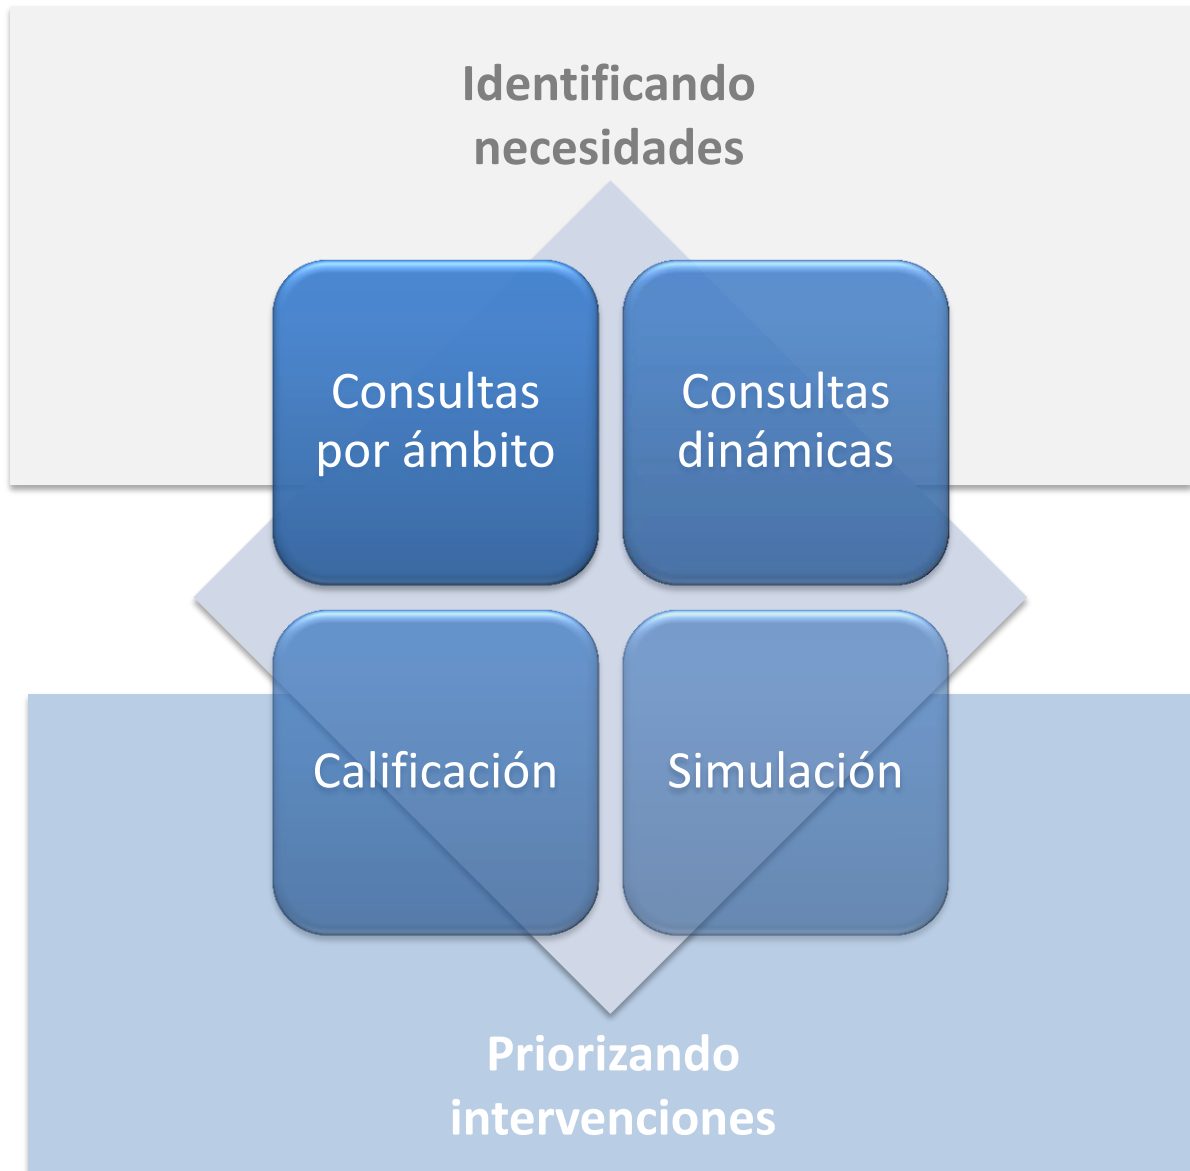 Identificando
necesidades
Consultas
por ámbito
Consultas
dinámicas
Calificación
Simulación
Priorizando
intervenciones